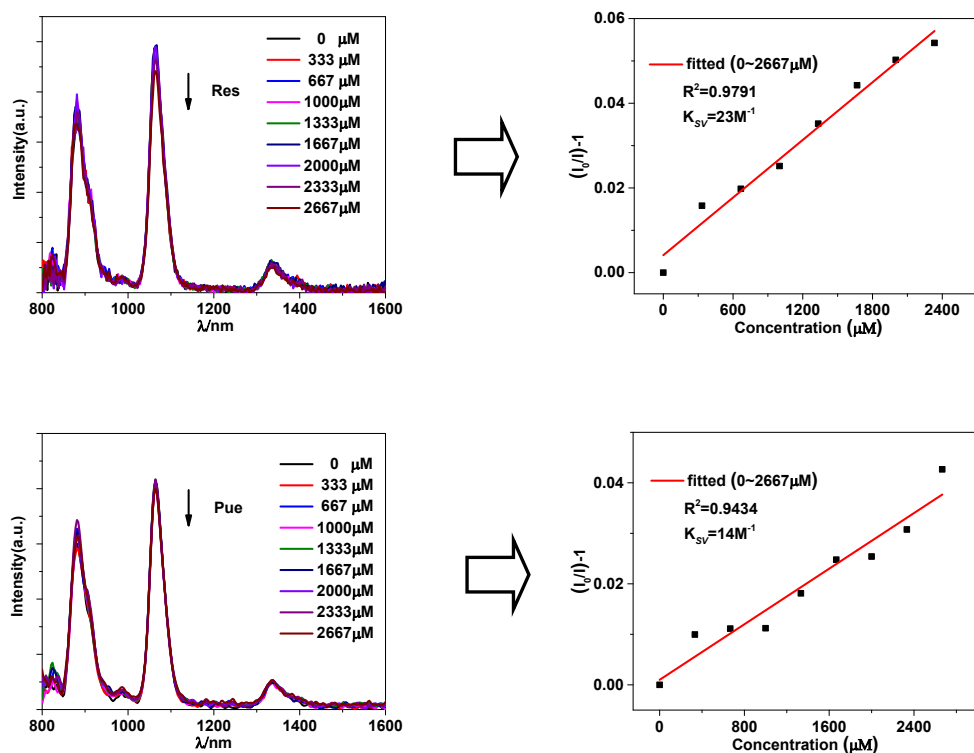 Intensity(a.u.)
Res
0 μM
333 μM
667 μM
1000μM
1333μM
1667μM
2000μM
2333μM
2667μM
800 1000 1200 1400 1600
λ/nm
(I0/I)-1
0.06
0.04
0.02
0.00
fitted (0~2667μM)
R²=0.9791
KSV=23M⁻¹
0 600 1200 1800 2400
Concentration (μM)
Intensity(a.u.)
Pue
0 μM
333 μM
667 μM
1000μM
1333μM
1667μM
2000μM
2333μM
2667μM
800 1000 1200 1400 1600
λ/nm
(I0/I)-1
0.04
0.02
0.00
fitted (0~2667μM)
R²=0.9434
KSV=14M⁻¹
0 800 1600 2400
Concentration (μM)